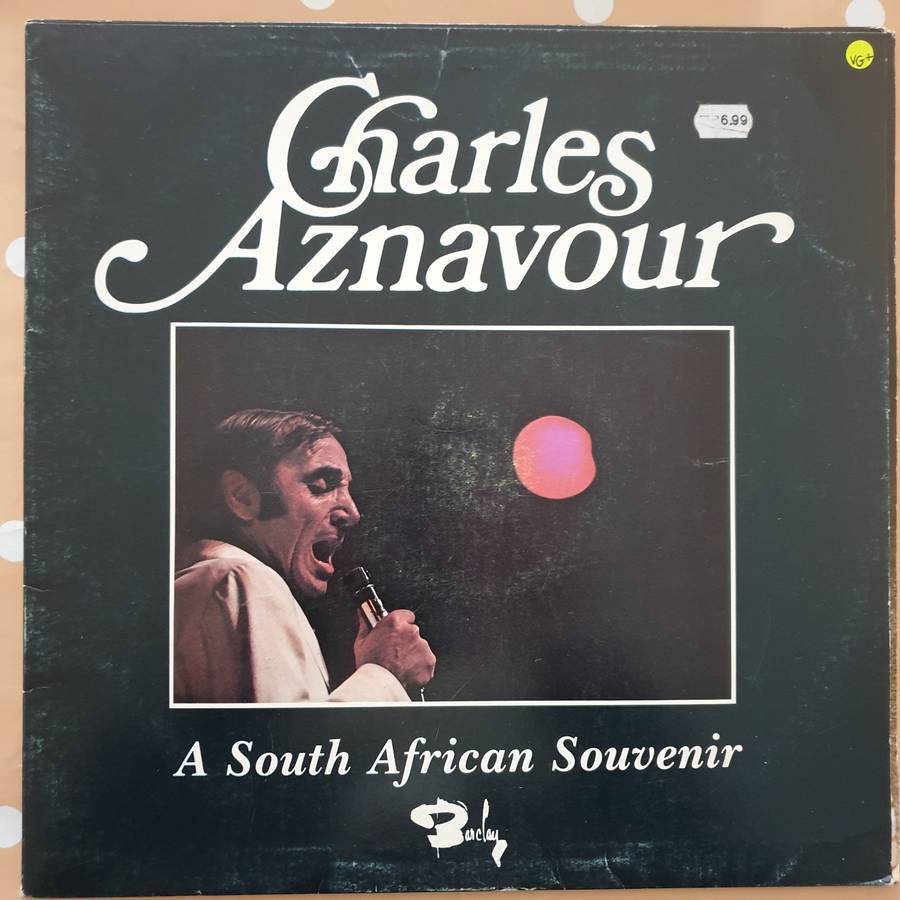 VG+
6.99
Charles
Aznavour
A South African Souvenir
Barclay